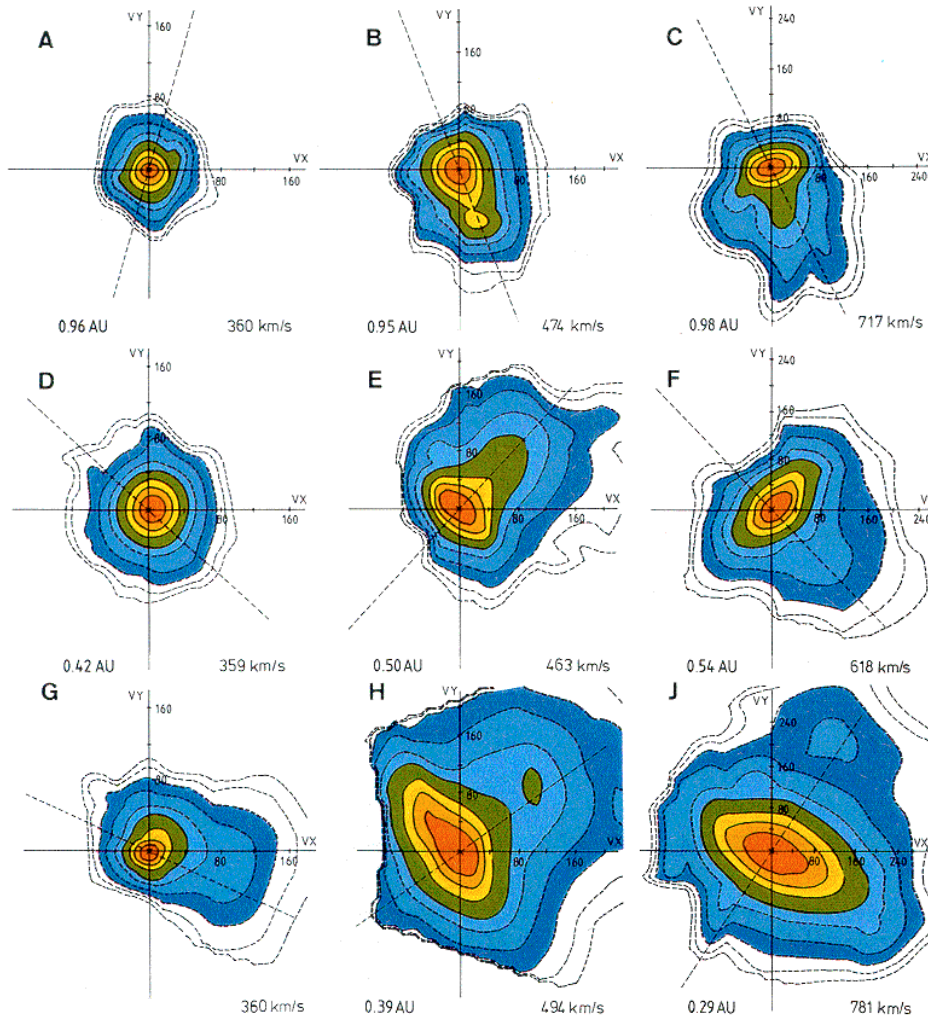 A
VY
160
80
VX
80
160
0.96 AU
360 km/s
B
VY
160
80
VX
80
160
0.95 AU
474 km/s
C
VY
240
160
80
VX
80
160
240
0.98 AU
717 km/s
D
VY
160
80
VX
80
160
0.42 AU
359 km/s
E
VY
160
80
VX
80
160
0.50 AU
463 km/s
F
VY
240
160
80
VX
80
160
240
0.54 AU
618 km/s
G
VY
160
80
VX
80
160
360 km/s
H
VY
160
80
VX
80
160
0.39 AU
494 km/s
J
VY
240
160
80
VX
80
160
240
0.29 AU
781 km/s